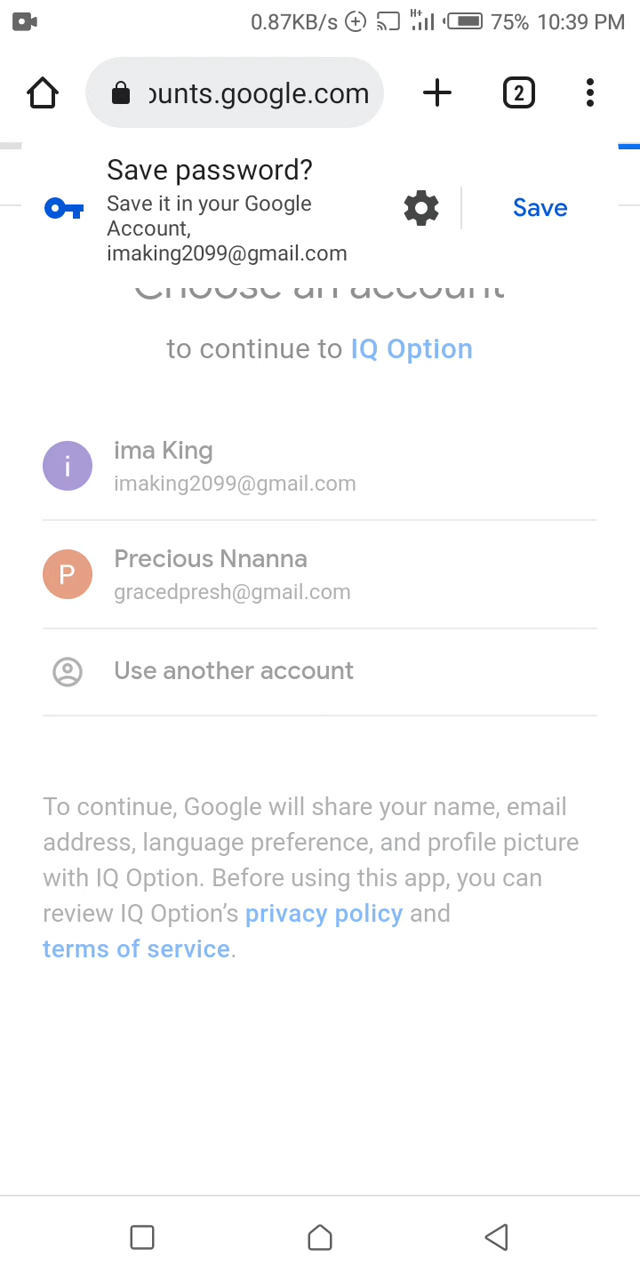 0.87KB/s H+ 75% 10:39 PM
ounts.google.com 2
Save password?
Save it in your Google
Account,
imaking2099@gmail.com
Save
Choose an account
to continue to IQ Option
i
ima King
imaking2099@gmail.com
P
Precious Nnanna
gracedpresh@gmail.com
Use another account
To continue, Google will share your name, email
address, language preference, and profile picture
with IQ Option. Before using this app, you can
review IQ Option’s privacy policy and
terms of service.